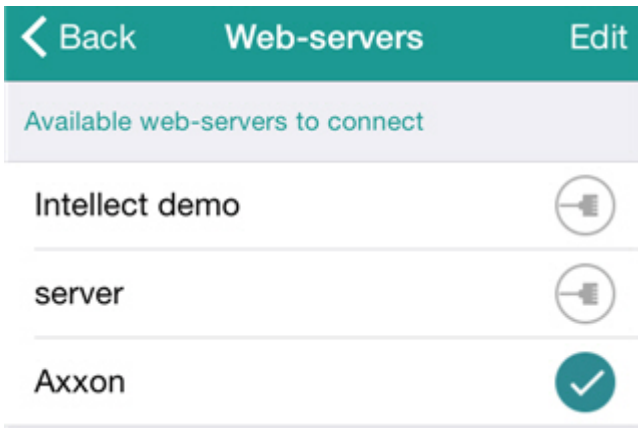 Back Web-servers Edit
Available web-servers to connect
Intellect demo
server
Axxon